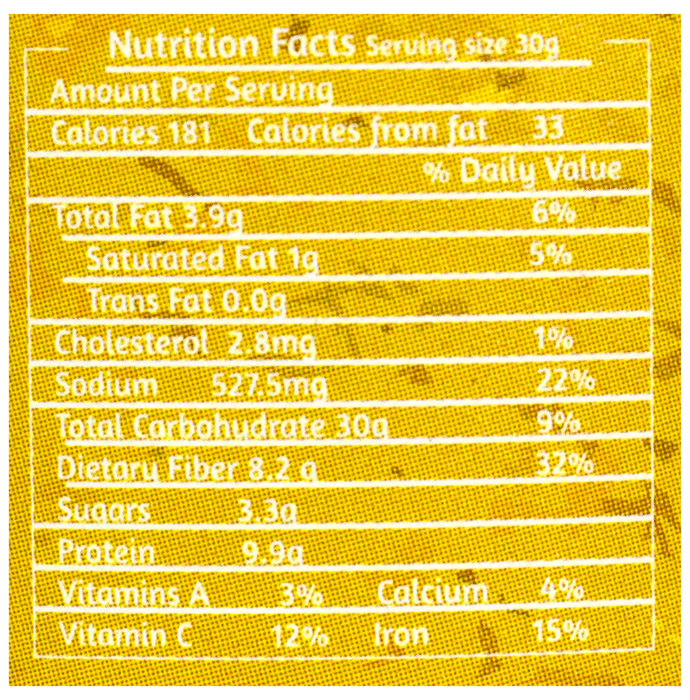 Nutrition Facts Serving size 30g
Amount Per Serving
Calories 181 Calories from fat 33
% Daily Value
Total Fat 3.9g 6%
Saturated Fat 1g 5%
Trans Fat 0.0g
Cholesterol 2.8mg 1%
Sodium 527.5mg 22%
Total Carbohydrate 30g 9%
Dietary Fiber 8.2 g 32%
Sugars 3.3g
Protein 9.9g
Vitamins A 3% Calcium 4%
Vitamin C 12% Iron 15%